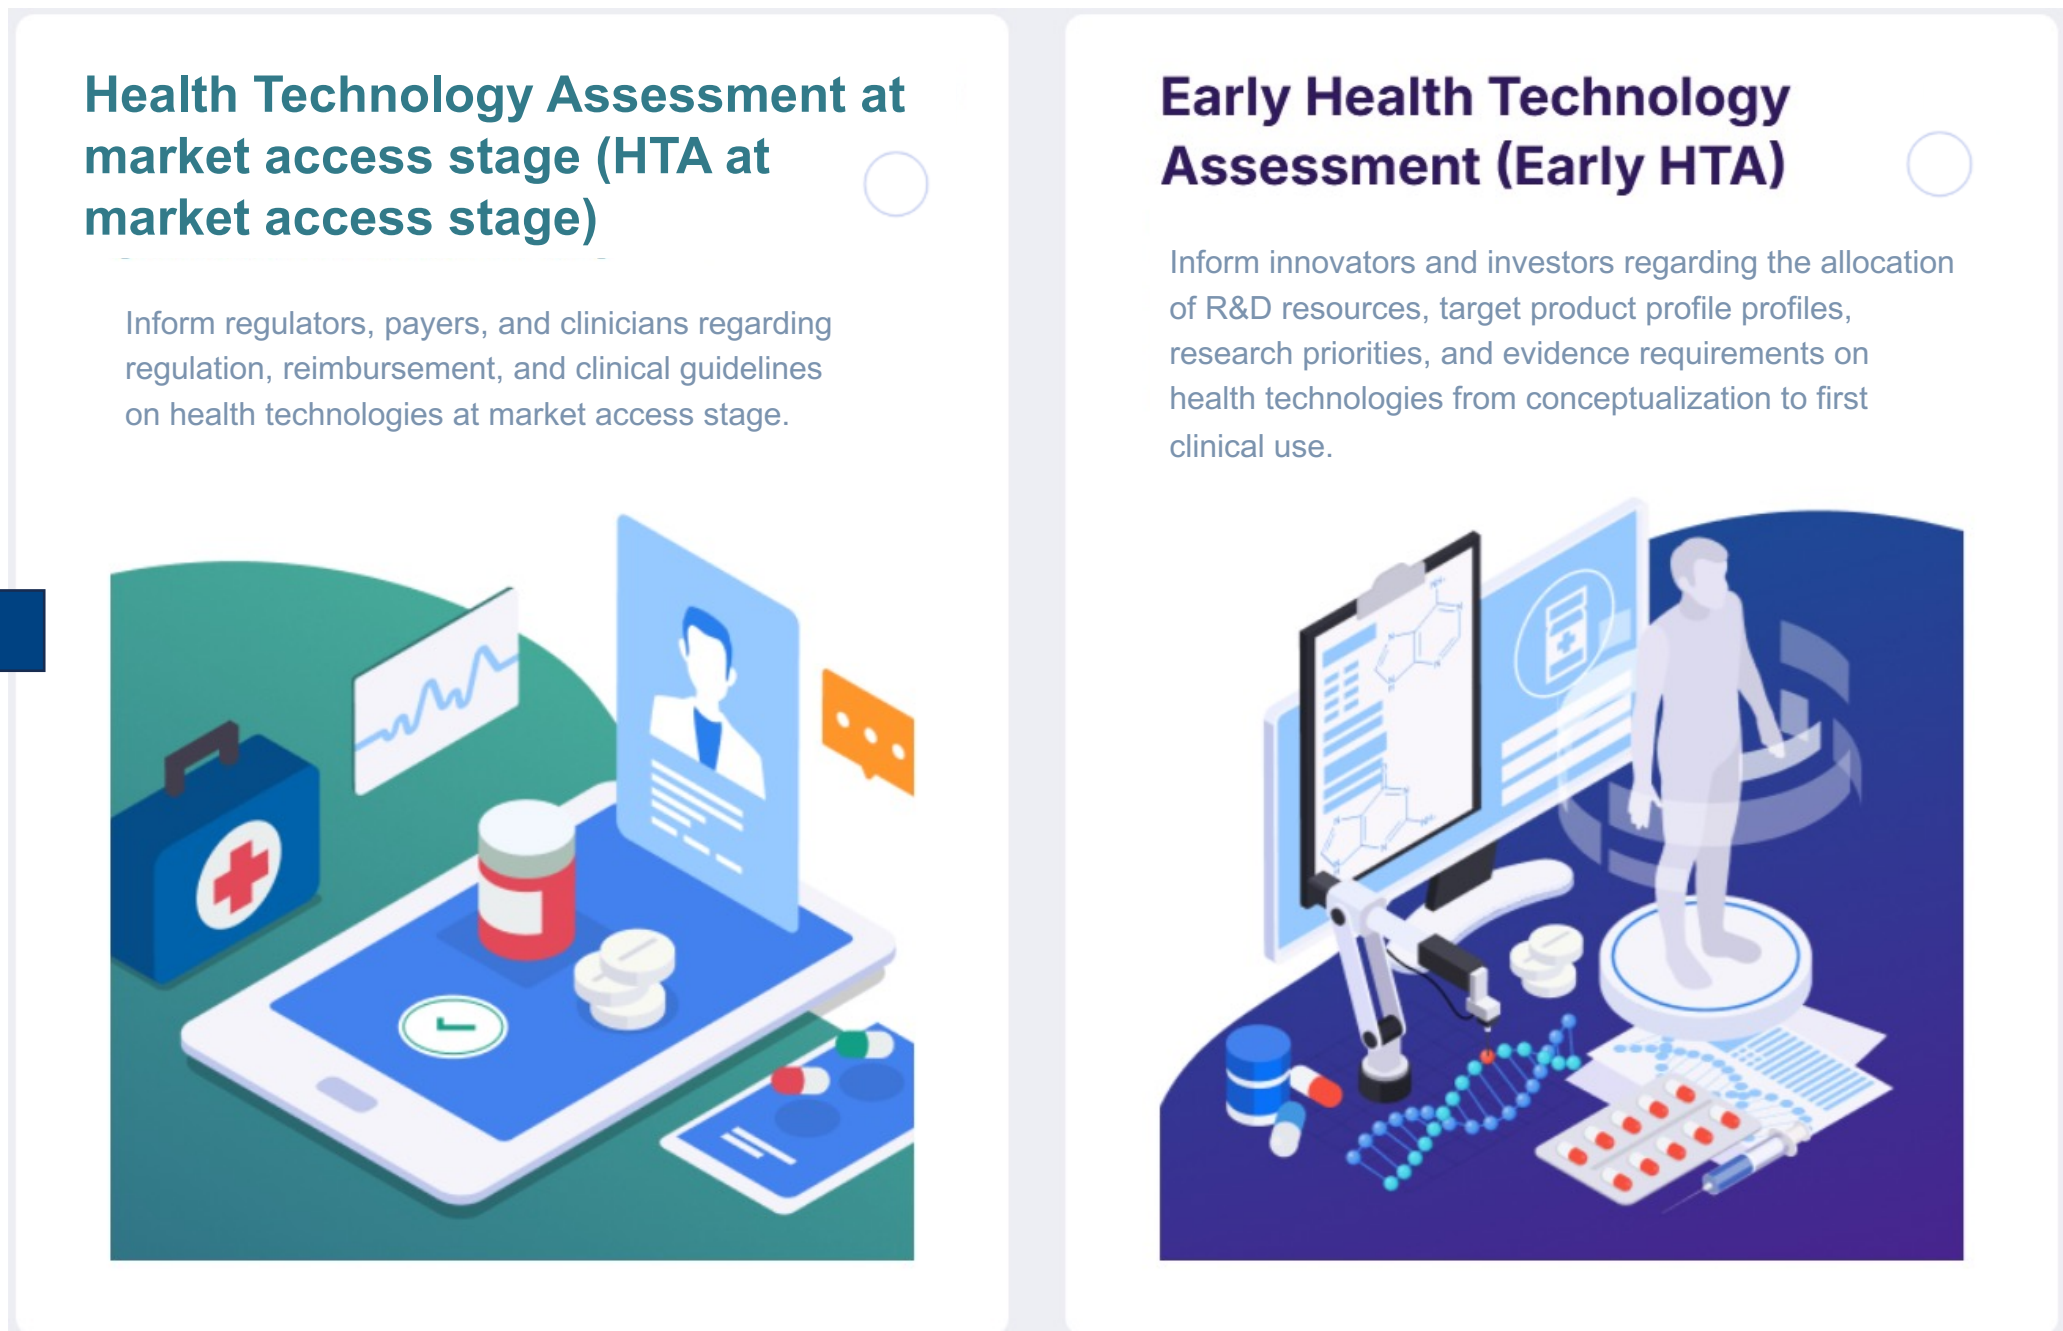 Health Technology Assessment at
market access stage (HTA at
market access stage)
Inform regulators, payers, and clinicians regarding
regulation, reimbursement, and clinical guidelines
on health technologies at market access stage.
Early Health Technology
Assessment (Early HTA)
Inform innovators and investors regarding the allocation
of R&D resources, target product profile profiles,
research priorities, and evidence requirements on
health technologies from conceptualization to first
clinical use.